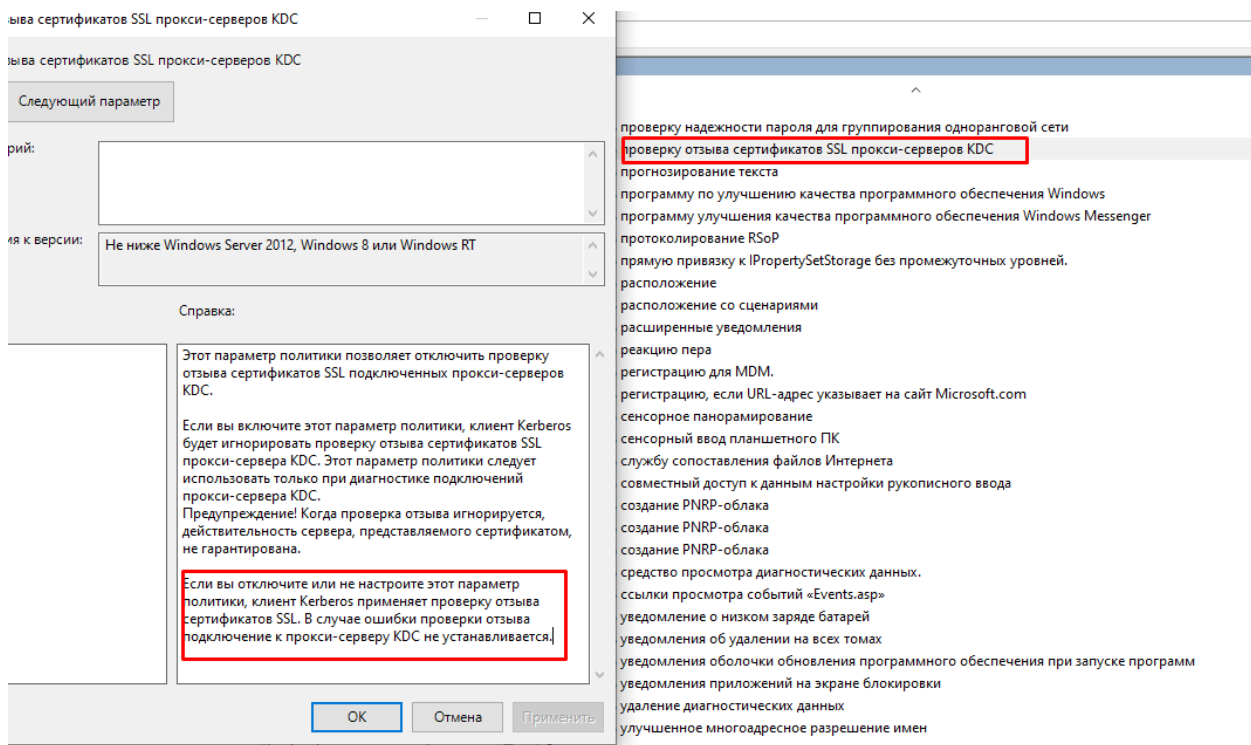 ыва сертификатов SSL прокси-серверов KDC
зыва сертификатов SSL прокси-серверов KDC
Следующий параметр
рий:
ия к версии:
Не ниже Windows Server 2012, Windows 8 или Windows RT
Справка:
Этот параметр политики позволяет отключить проверку
отзыва сертификатов SSL подключенных прокси-серверов
KDC.
Если вы включите этот параметр политики, клиент Kerberos
будет игнорировать проверку отзыва сертификатов SSL
прокси-сервера KDC. Этот параметр политики следует
использовать только при диагностике подключений
прокси-сервера KDC.
Предупреждение! Когда проверка отзыва игнорируется,
действительность сервера, представляемого сертификатом,
не гарантирована.
Если вы отключите или не настроите этот параметр
политики, клиент Kerberos применяет проверку отзыва
сертификатов SSL. В случае ошибки проверки отзыва
подключение к прокси-серверу KDC не устанавливается.
ОК
Отмена
Применить
проверку надежности пароля для группирования одноранговой сети
проверку отзыва сертификатов SSL прокси-серверов KDC
прогнозирование текста
программу по улучшению качества программного обеспечения Windows
программу улучшения качества программного обеспечения Windows Messenger
протоколирование RSoP
прямую привязку к IPropertySetStorage без промежуточных уровней.
расположение
расположение со сценариями
расширенные уведомления
реакцию пера
регистрацию для MDM.
регистрацию, если URL-адрес указывает на сайт Microsoft.com
сенсорное панорамирование
сенсорный ввод планшетного ПК
службу сопоставления файлов Интернета
совместный доступ к данным настройки рукописного ввода
создание PNRP-облака
создание PNRP-облака
создание PNRP-облака
средство просмотра диагностических данных.
ссылки просмотра событий «Events.asp»
уведомление о низком заряде батарей
уведомления об удалении на всех томах
уведомления оболочки обновления программного обеспечения при запуске программ
уведомления приложений на экране блокировки
удаление диагностических данных
улучшенное многоадресное разрешение имен